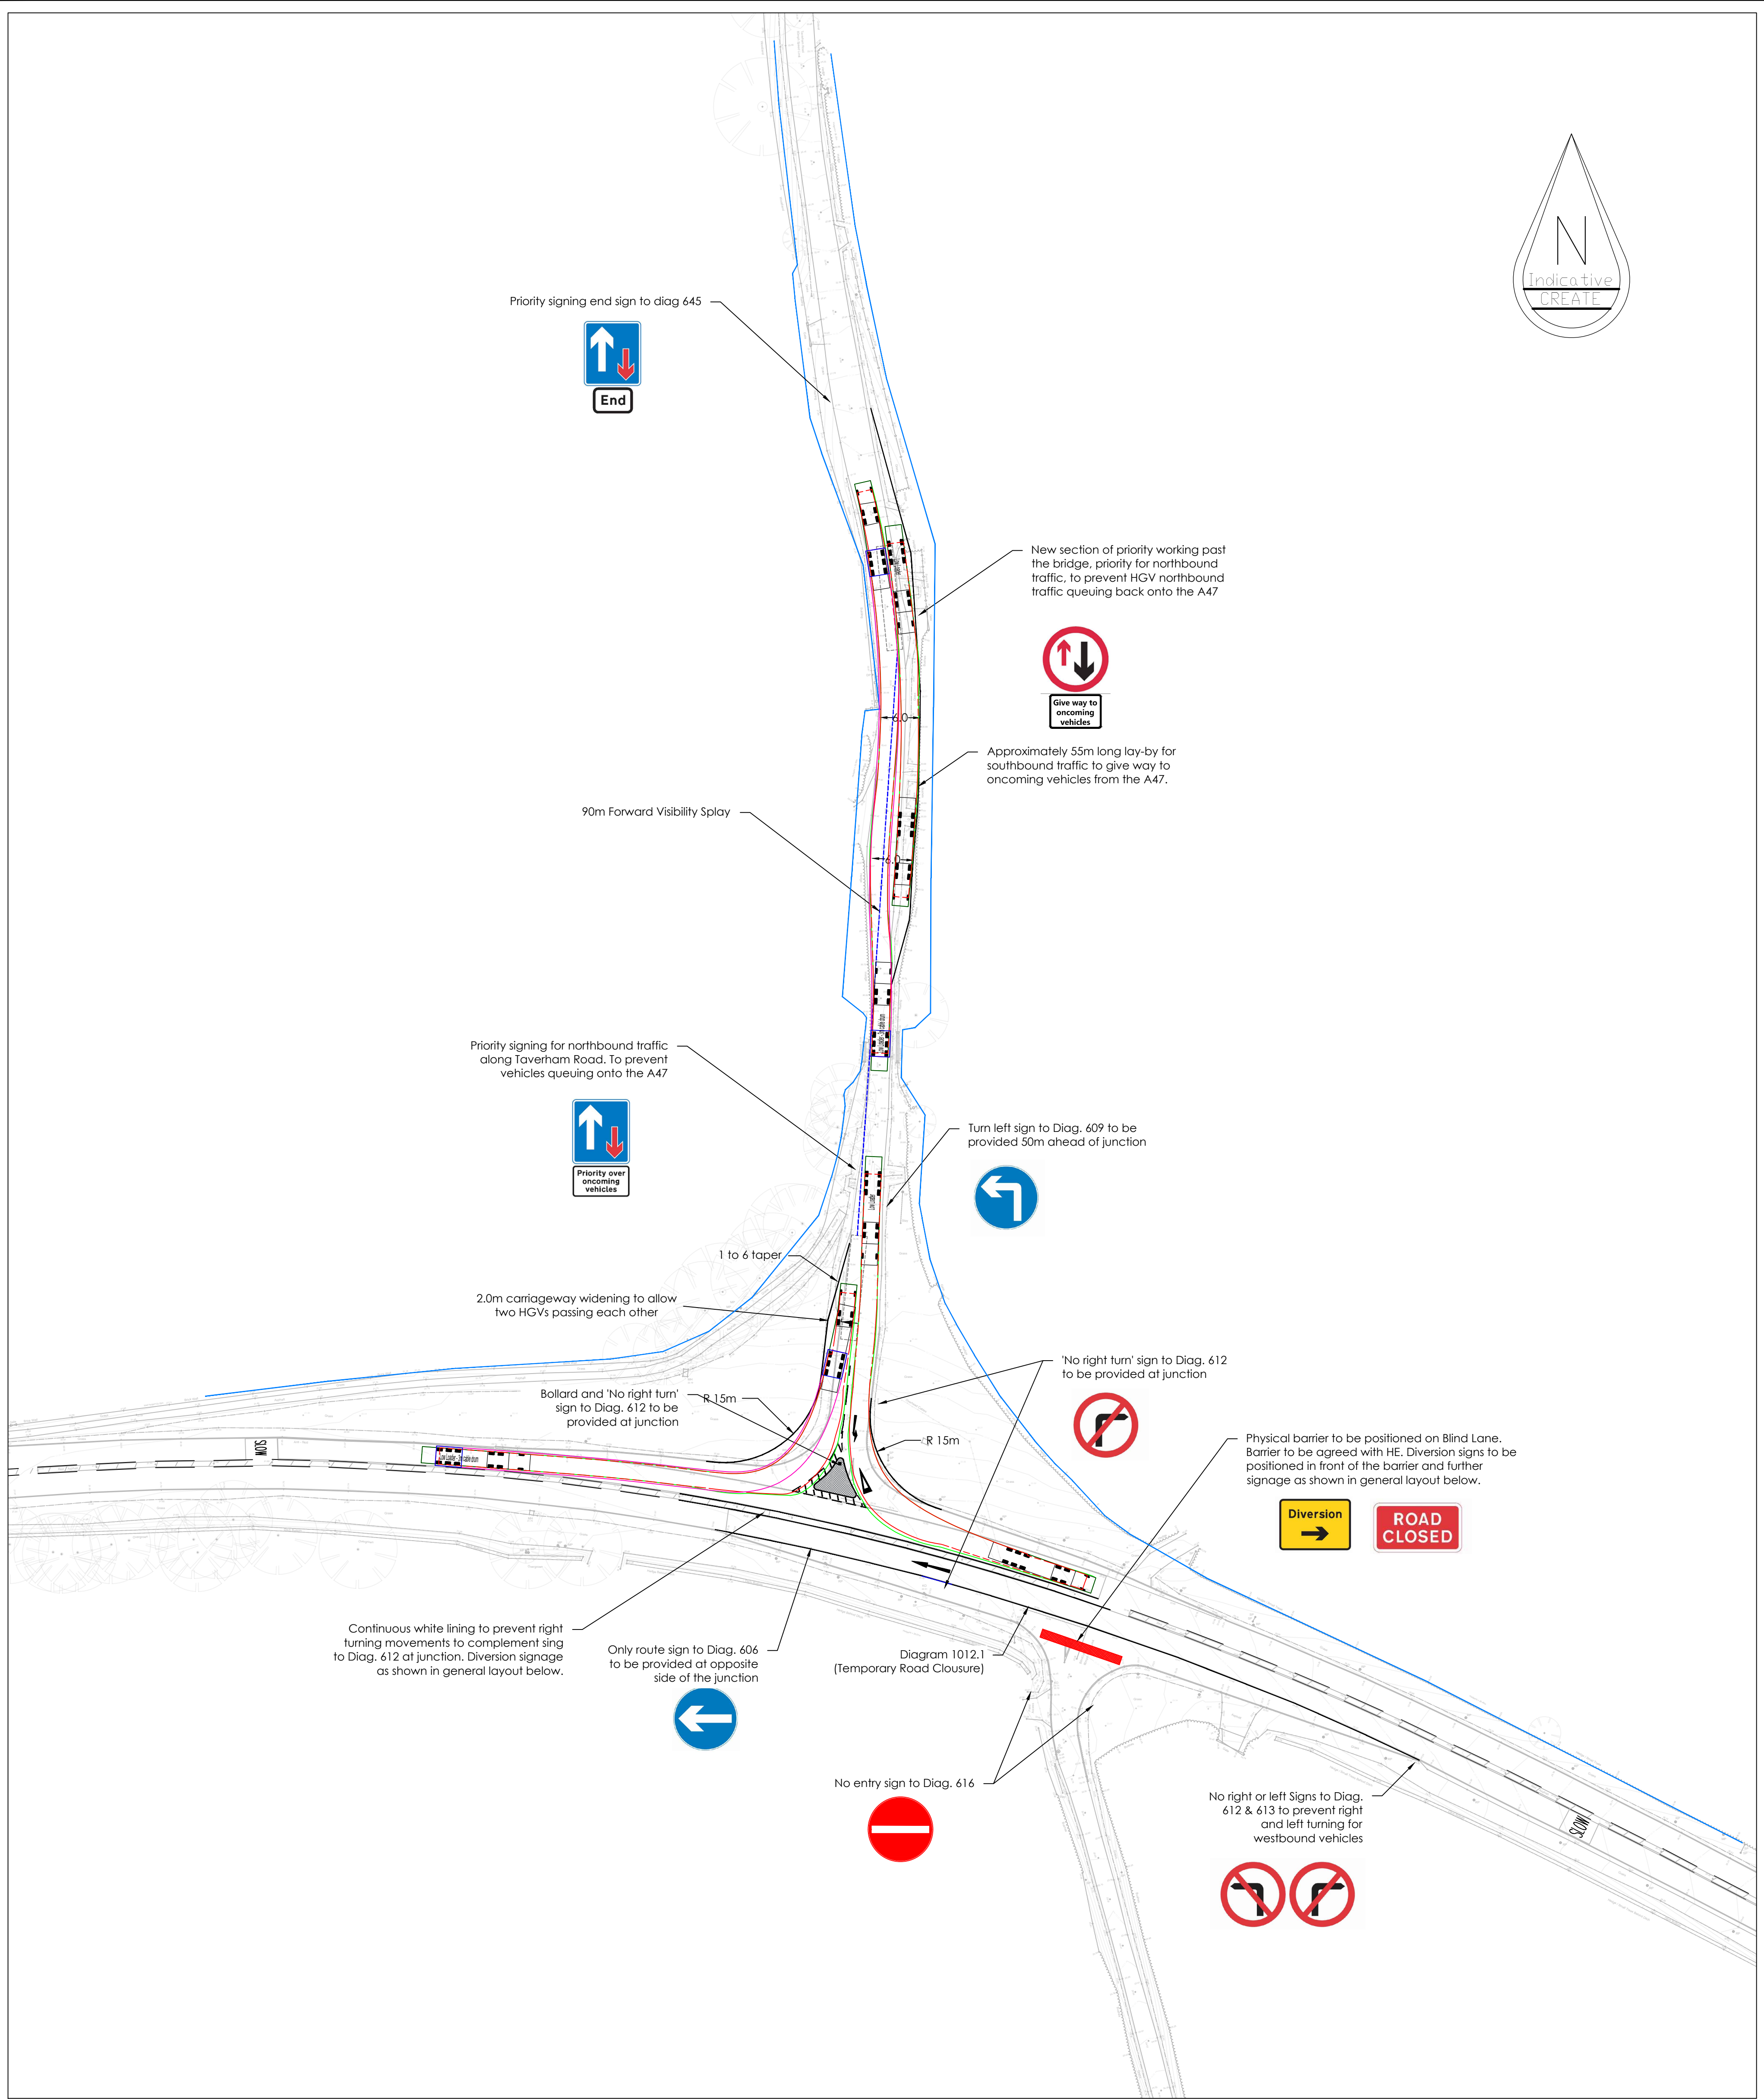 N
Indicative
CREATE
Priority signing end sign to diag 645
End
New section of priority working past
the bridge, priority for northbound
traffic, to prevent HGV northbound
traffic queuing back onto the A47
Give way to
oncoming
vehicles
6.0
Approximately 55m long lay-by for
southbound traffic to give way to
oncoming vehicles from the A47.
90m Forward Visibility Splay
6.0
Priority signing for northbound traffic
along Taverham Road. To prevent
vehicles queuing onto the A47
Priority over
oncoming
vehicles
Turn left sign to Diag. 609 to be
provided 50m ahead of junction
Low Loader
1 to 6 taper
2.0m carriageway widening to allow
two HGVs passing each other
'No right turn' sign to Diag. 612
to be provided at junction
Bollard and 'No right turn'
sign to Diag. 612 to be
provided at junction
R 15m
R 15m
Physical barrier to be positioned on Blind Lane.
Barrier to be agreed with HE. Diversion signs to be
positioned in front of the barrier and further
signage as shown in general layout below.
Diversion
ROAD
CLOSED
SLOW
Continuous white lining to prevent right
turning movements to complement sing
to Diag. 612 at junction. Diversion signage
as shown in general layout below.
Only route sign to Diag. 606
to be provided at opposite
side of the junction
Diagram 1012.1
(Temporary Road Clousure)
No entry sign to Diag. 616
No right or left Signs to Diag.
612 & 613 to prevent right
and left turning for
westbound vehicles
SLOW